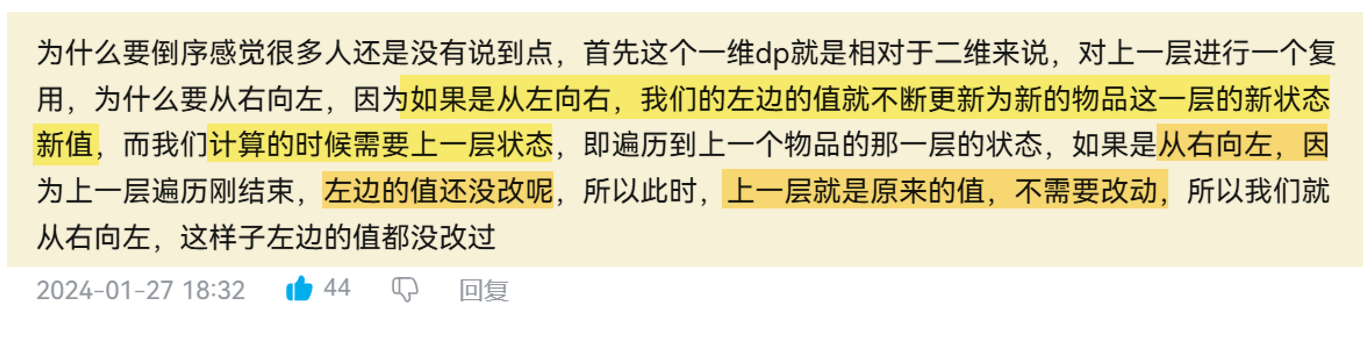 为什么要倒序感觉很多人还是没有说到点，首先这个一维dp就是相对于二维来说，对上一层进行一个复
用，为什么要从右向左，因为如果是从左向右，我们的左边的值就不断更新为新的物品这一层的新状态
新值，而我们计算的时候需要上一层状态，即遍历到上一个物品的那一层的状态，如果是从右向左，因
为上一层遍历刚结束，左边的值还没改呢，所以此时，上一层就是原来的值，不需要改动，所以我们就
从右向左，这样子左边的值都没改过
2024-01-27 18:32 44 回复